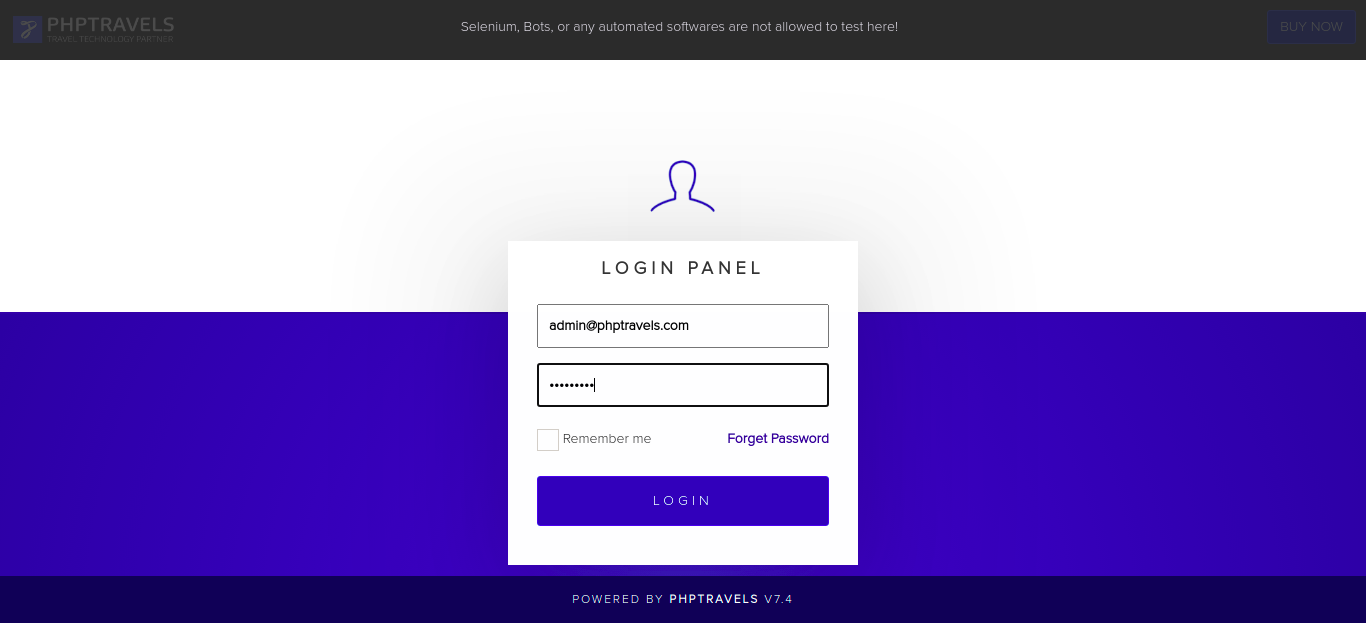 PHPTRAVELS
TRAVEL TECHNOLOGY PARTNER
Selenium, Bots, or any automated softwares are not allowed to test here!
BUY NOW
LOGIN PANEL
admin@phptravels.com
•••••••••
Remember me
Forget Password
LOGIN
POWERED BY PHPTRAVELS V7.4